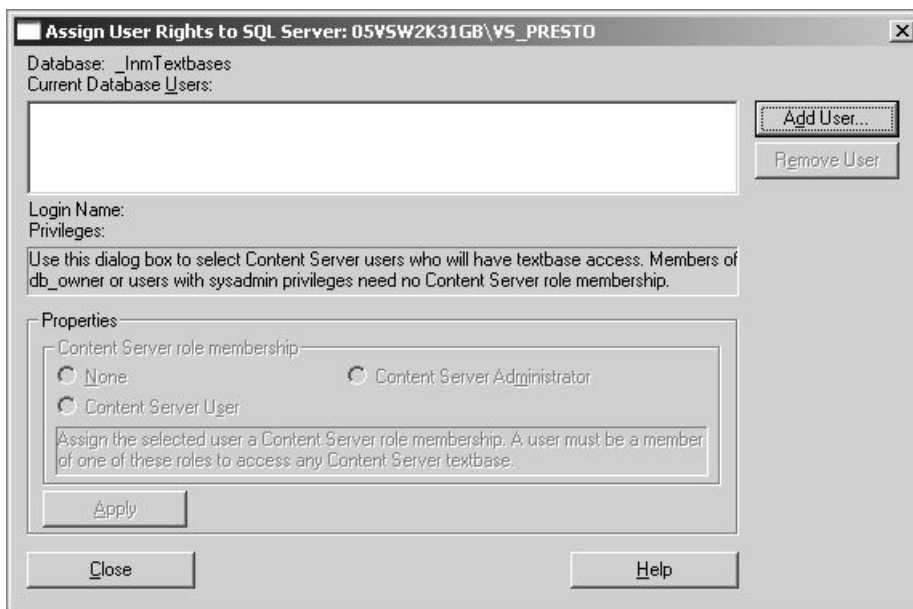 Assign User Rights to SQL Server: 05VSW2K31GB\VS_PRESTO
Database: _InmTextbases
Current Database Users:
Add User...
Remove User
Login Name:
Privileges:
Use this dialog box to select Content Server users who will have textbase access. Members of
db_owner or users with sysadmin privileges need no Content Server role membership.
Properties
Content Server role membership
None
Content Server Administrator
Content Server User
Assign the selected user a Content Server role membership. A user must be a member
of one of these roles to access any Content Server textbase.
Apply
Close
Help